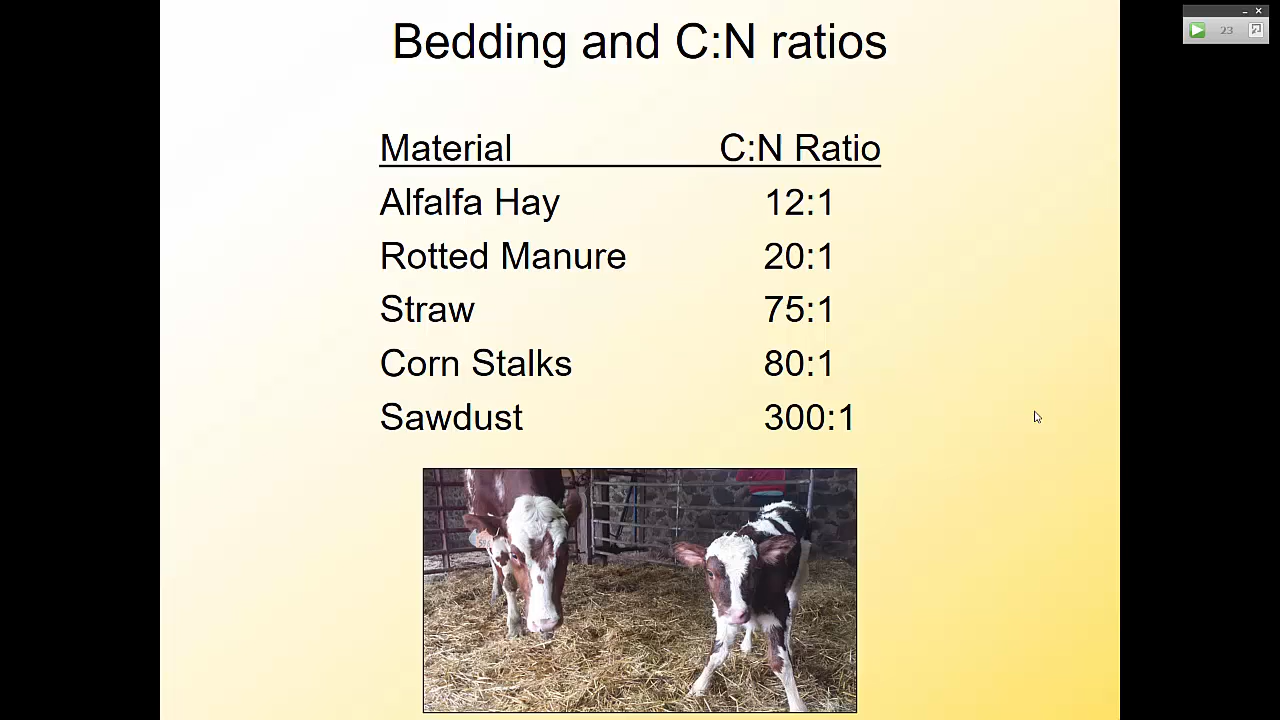 Bedding and C:N ratios
23
Material C:N Ratio
Alfalfa Hay 12:1
Rotted Manure 20:1
Straw 75:1
Corn Stalks 80:1
Sawdust 300:1